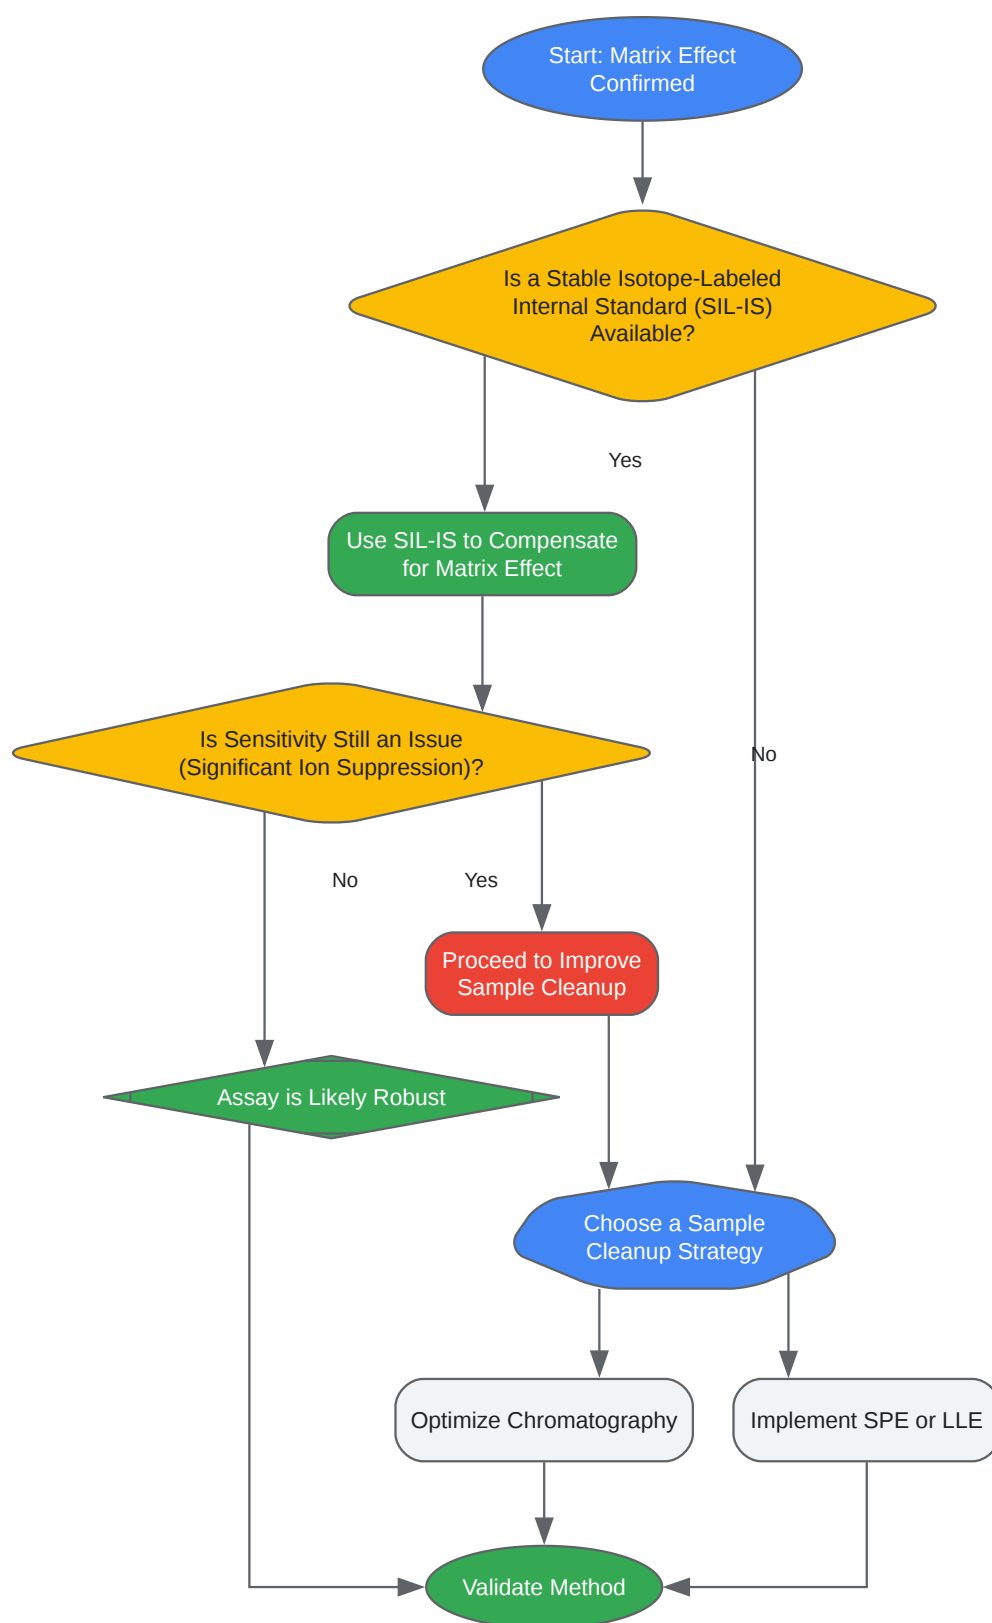 Start: Matrix Effect
Confirmed
Is a Stable Isotope-Labeled
Internal Standard (SIL-IS)
Available?
Yes
Use SIL-IS to Compensate
for Matrix Effect
Is Sensitivity Still an Issue
(Significant Ion Suppression)?
No
No
Yes
Proceed to Improve
Sample Cleanup
Assay is Likely Robust
Choose a Sample
Cleanup Strategy
Optimize Chromatography
Implement SPE or LLE
Validate Method